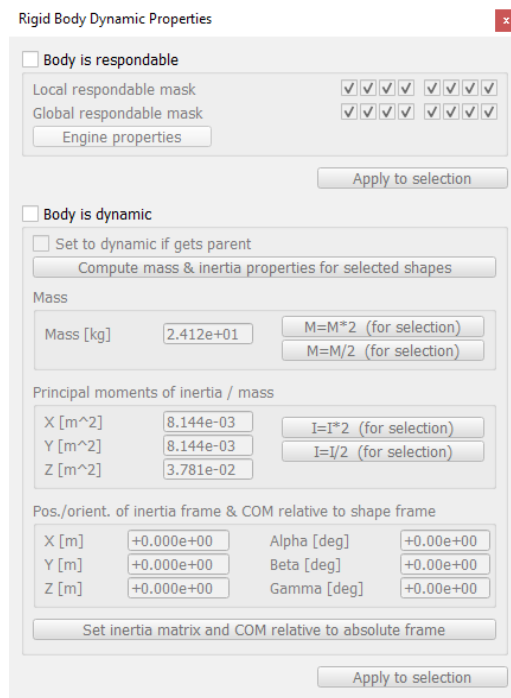 Rigid Body Dynamic Properties x
Body is respondable
Local respondable mask
Global respondable mask
Engine properties
Apply to selection
Body is dynamic
Set to dynamic if gets parent
Compute mass & inertia properties for selected shapes
Mass
Mass [kg] 2.412e+01 M=M*2 (for selection)
M=M/2 (for selection)
Principal moments of inertia / mass
X [m^2] 8.144e-03 I=I*2 (for selection)
Y [m^2] 8.144e-03 I=I/2 (for selection)
Z [m^2] 3.781e-02
Pos./orient. of inertia frame & COM relative to shape frame
X [m] +0.000e+00 Alpha [deg] +0.00e+00
Y [m] +0.000e+00 Beta [deg] +0.00e+00
Z [m] +0.000e+00 Gamma [deg] +0.00e+00
Set inertia matrix and COM relative to absolute frame
Apply to selection